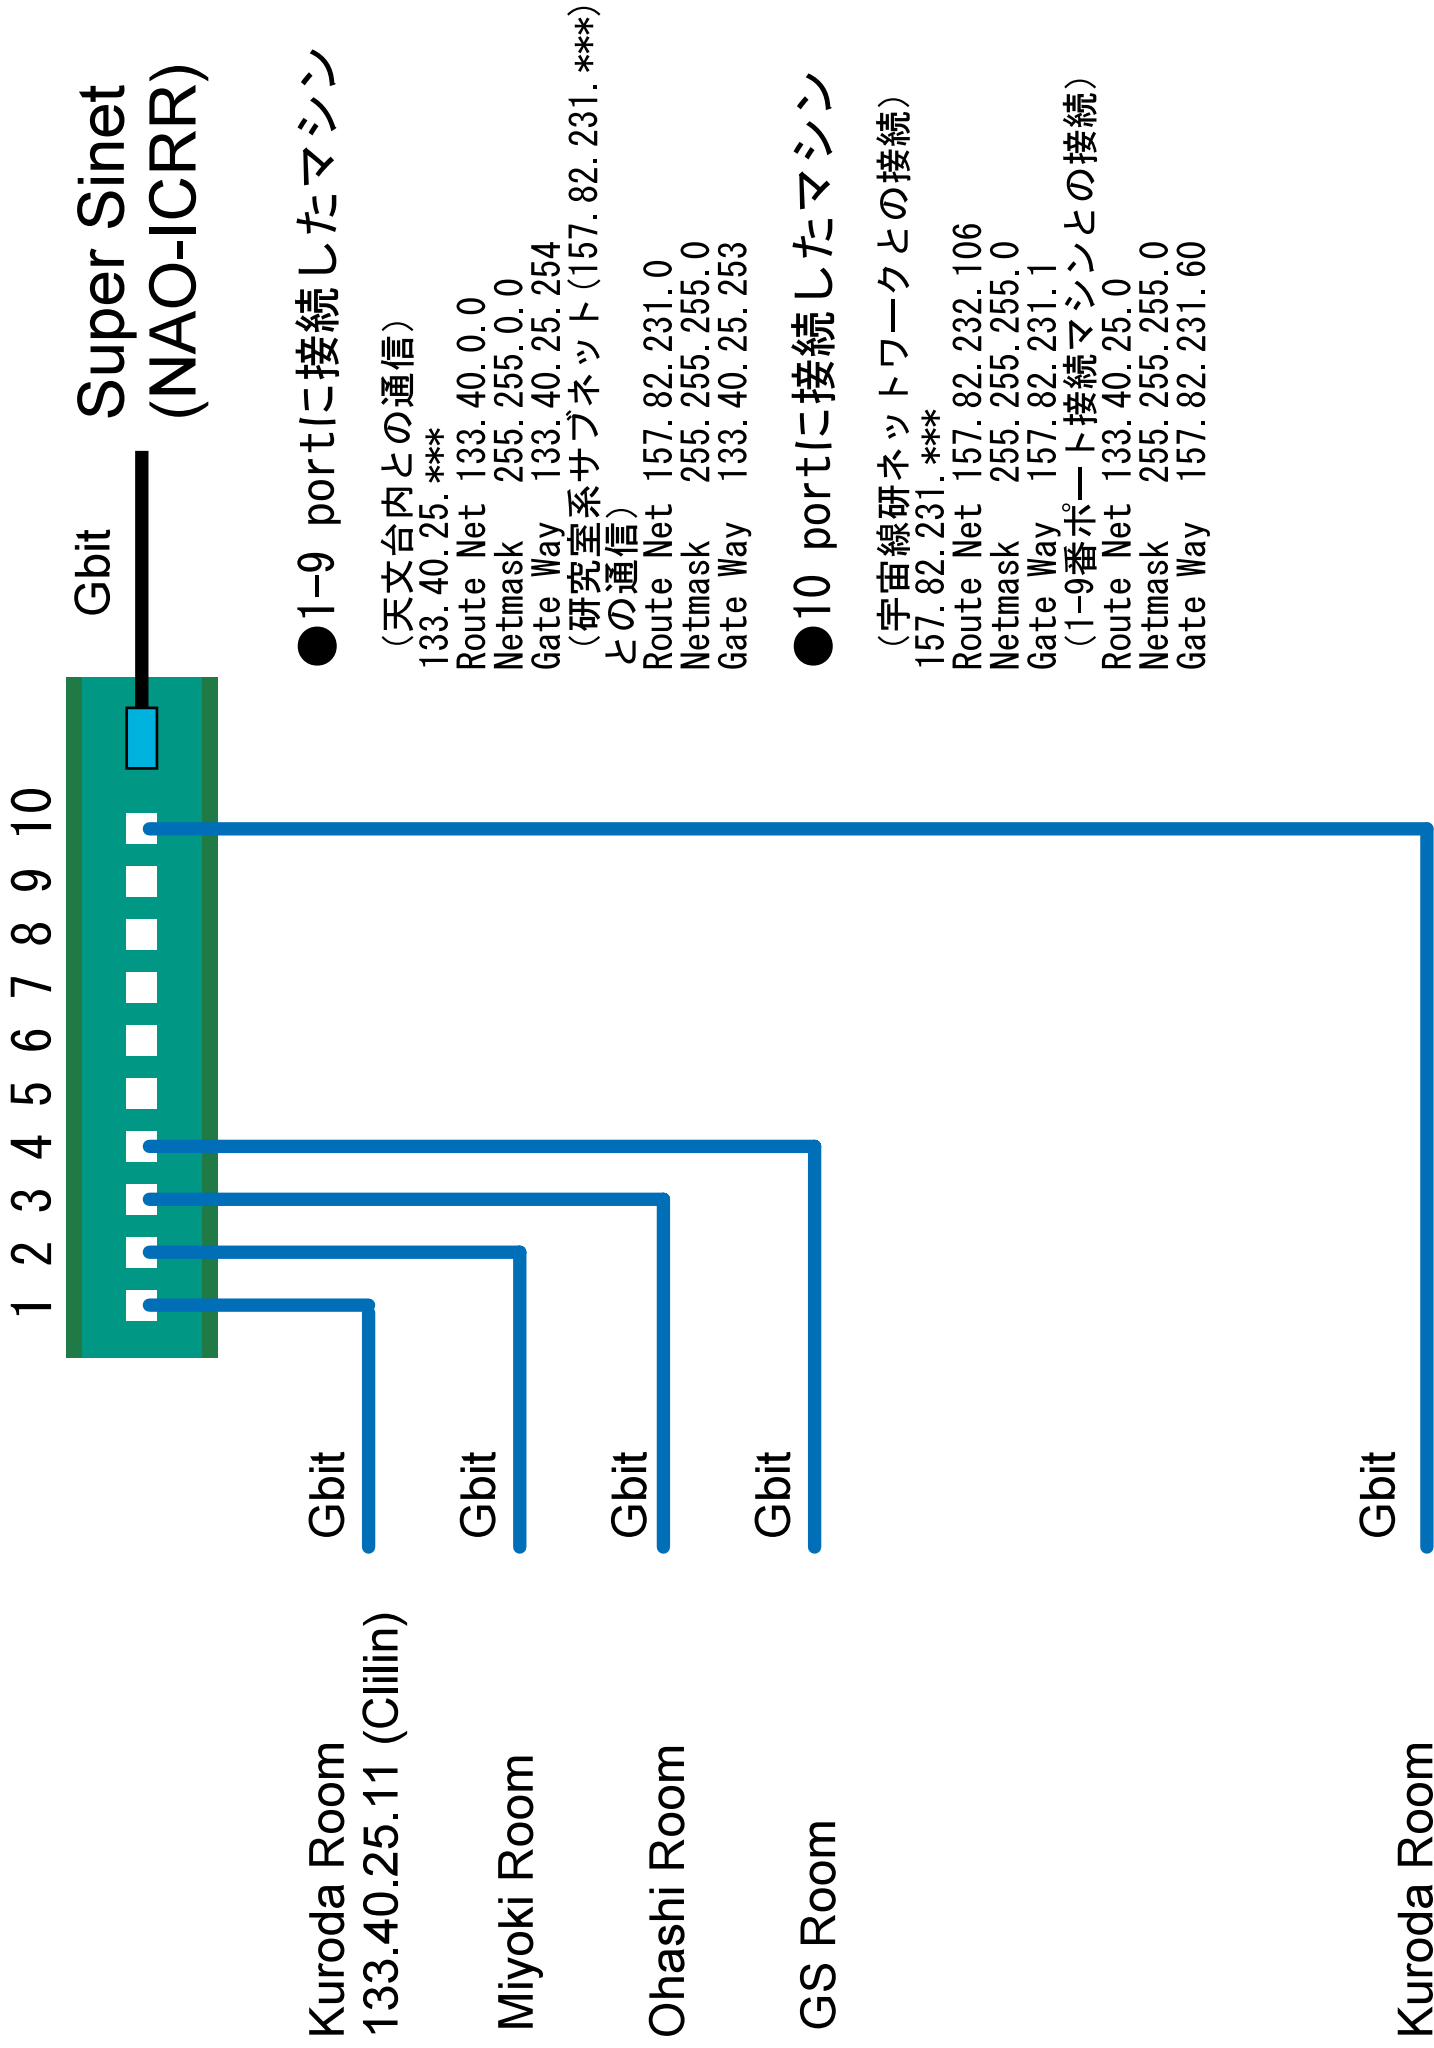 1 2 3 4 5 6 7 8 9 10
Gbit
Super Sinet
(NAO-ICRR)
Kuroda Room
133.40.25.11 (Clilin)
Gbit
Miyoki Room
Gbit
Ohashi Room
Gbit
GS Room
Gbit
Kuroda Room
Gbit
●1-9 portに接続したマシン
（天文台内との通信）
133.40.25.***
Route Net 133.40.0.0
Netmask 255.255.0.0
Gate Way 133.40.25.254
（研究室系サブネット(157.82.231.***)
との通信）
Route Net 157.82.231.0
Netmask 255.255.255.0
Gate Way 133.40.25.253
●10 portに接続したマシン
（宇宙線研ネットワークとの接続）
157.82.231.***
Route Net 157.82.232.106
Netmask 255.255.255.0
Gate Way 157.82.231.1
（1-9番ポート接続マシンとの接続）
Route Net 133.40.25.0
Netmask 255.255.255.0
Gate Way 157.82.231.60